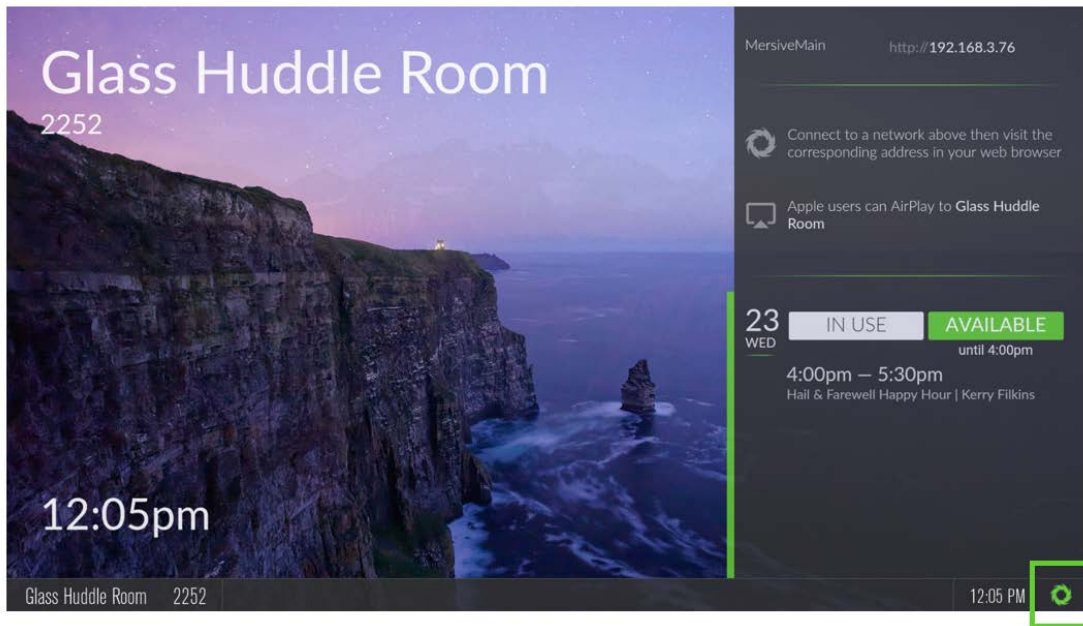 Glass Huddle Room
2252
12:05pm
MersiveMain http://192.168.3.76
Connect to a network above then visit the
corresponding address in your web browser
Apple users can AirPlay to Glass Huddle
Room
23
WED
IN USE AVAILABLE
until 4:00pm
4:00pm — 5:30pm
Hail & Farewell Happy Hour | Kerry Filkins
Glass Huddle Room 2252 12:05 PM